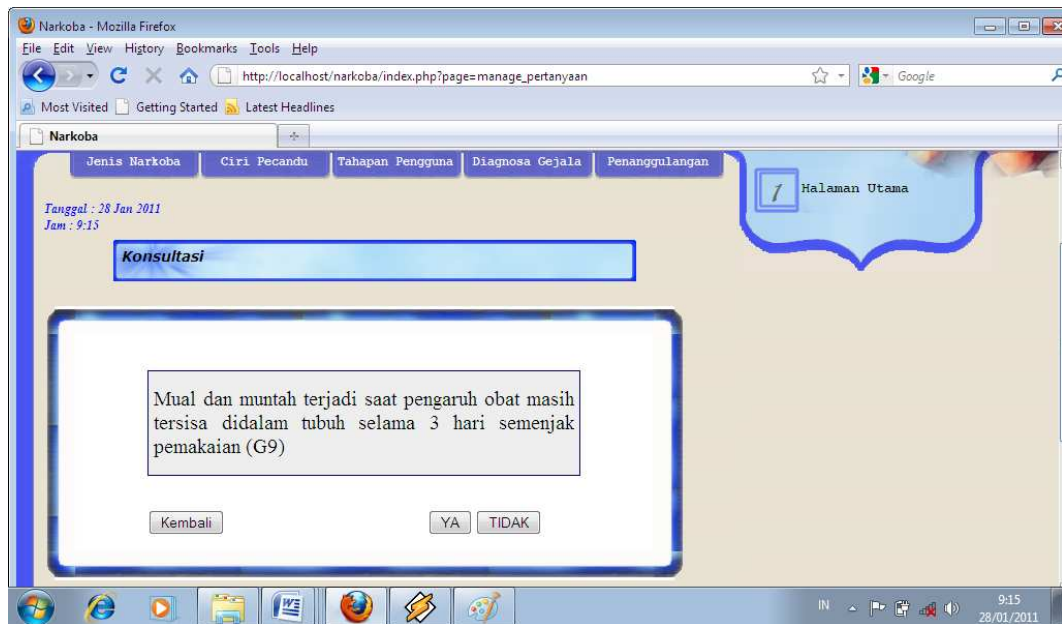 Narkoba - Mozilla Firefox
File Edit View History Bookmarks Tools Help
http://localhost/narkoba/index.php?page=manage_pertanyaan
Google
Most Visited Getting Started Latest Headlines
Narkoba
Jenis Narkoba Ciri Pecandu Tahapan Pengguna Diagnosa Gejala Penanggulangan
1 Halaman Utama
Tanggal : 28 Jan 2011
Jam : 9:15
Konsultasi
Mual dan muntah terjadi saat pengaruh obat masih
tersisa didalam tubuh selama 3 hari semenjak
pemakaian (G9)
Kembali YA TIDAK
IN 9:15
28/01/2011